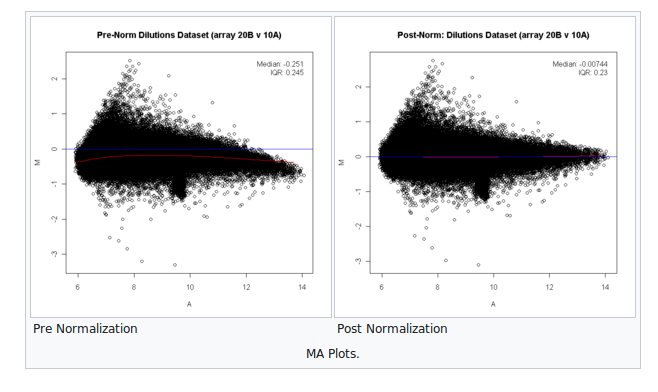 Pre-Norm Dilutions Dataset (array 20B v 10A)
Median: -0.251
IQR: 0.245
2
1
0
-1
-2
-3
M
6
8
10
12
14
A
Post-Norm: Dilutions Dataset (array 20B v 10A)
Median: -0.00744
IQR: 0.23
2
1
0
-1
-2
-3
M
6
8
10
12
14
A
Pre Normalization
Post Normalization
MA Plots.